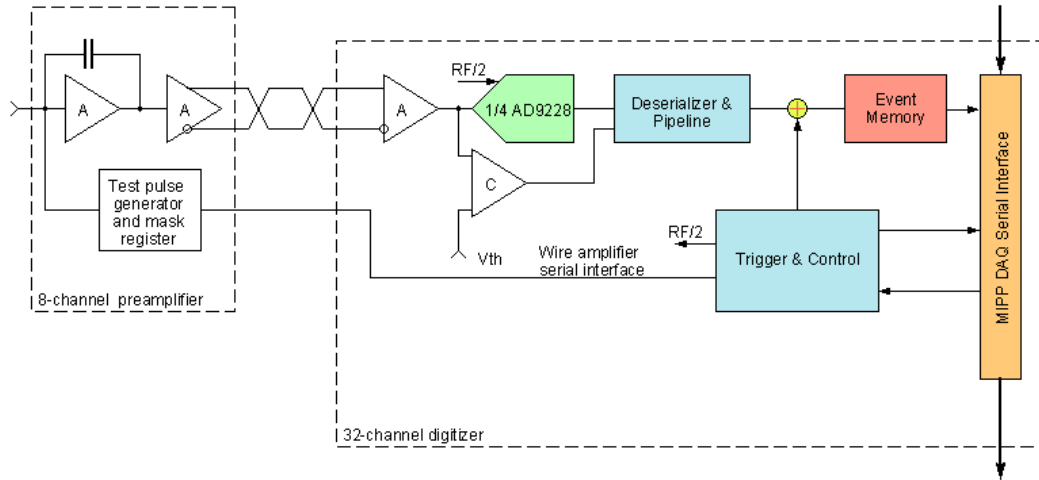 A
A
Test pulse
generator
and mask
register
8-channel preamplifier
A
RF/2
1/4 AD9228
C
Vth
Deserializer &
Pipeline
Event
Memory
RF/2
Wire amplifier
serial interface
Trigger & Control
MIPP DAQ Serial Interface
32-channel digitizer